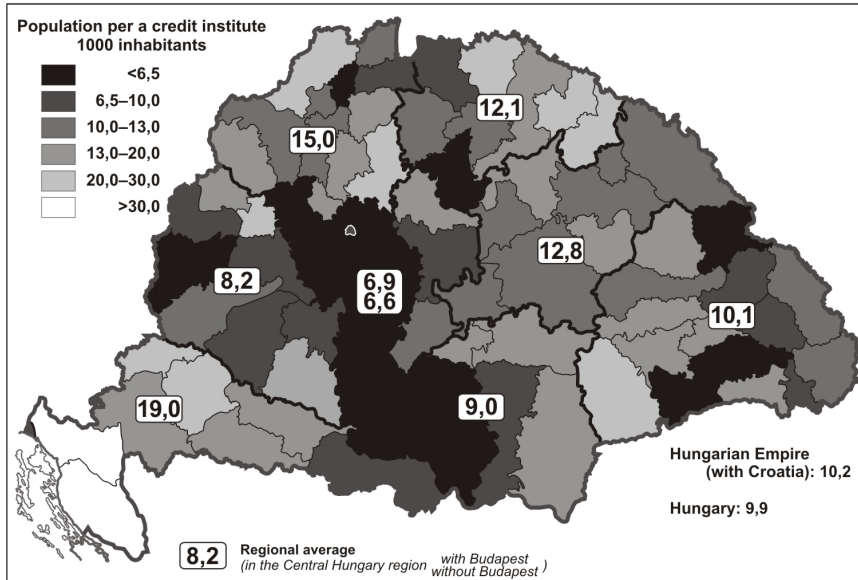 Population per a credit institute
1000 inhabitants
<6,5
6,5–10,0
10,0–13,0
13,0–20,0
20,0–30,0
>30,0
12,1
15,0
8,2
6,9
6,6
12,8
10,1
19,0
9,0
Hungarian Empire
(with Croatia): 10,2
Hungary: 9,9
8,2
Regional average
(in the Central Hungary region with Budapest
without Budapest )